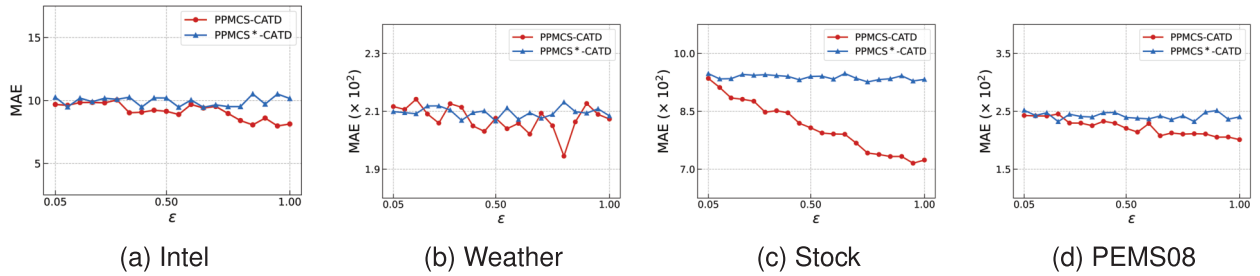 MAE
15
10
5
PPMCS-CATD
PPMCS*-CATD
0.05
0.50
1.00
ε
(a) Intel
MAE (× 10²)
2.3
2.1
1.9
PPMCS-CATD
PPMCS*-CATD
0.05
0.50
1.00
ε
(b) Weather
MAE (× 10²)
10.0
8.5
7.0
PPMCS-CATD
PPMCS*-CATD
0.05
0.50
1.00
ε
(c) Stock
MAE (× 10²)
3.5
2.5
1.5
PPMCS-CATD
PPMCS*-CATD
0.05
0.50
1.00
ε
(d) PEMS08